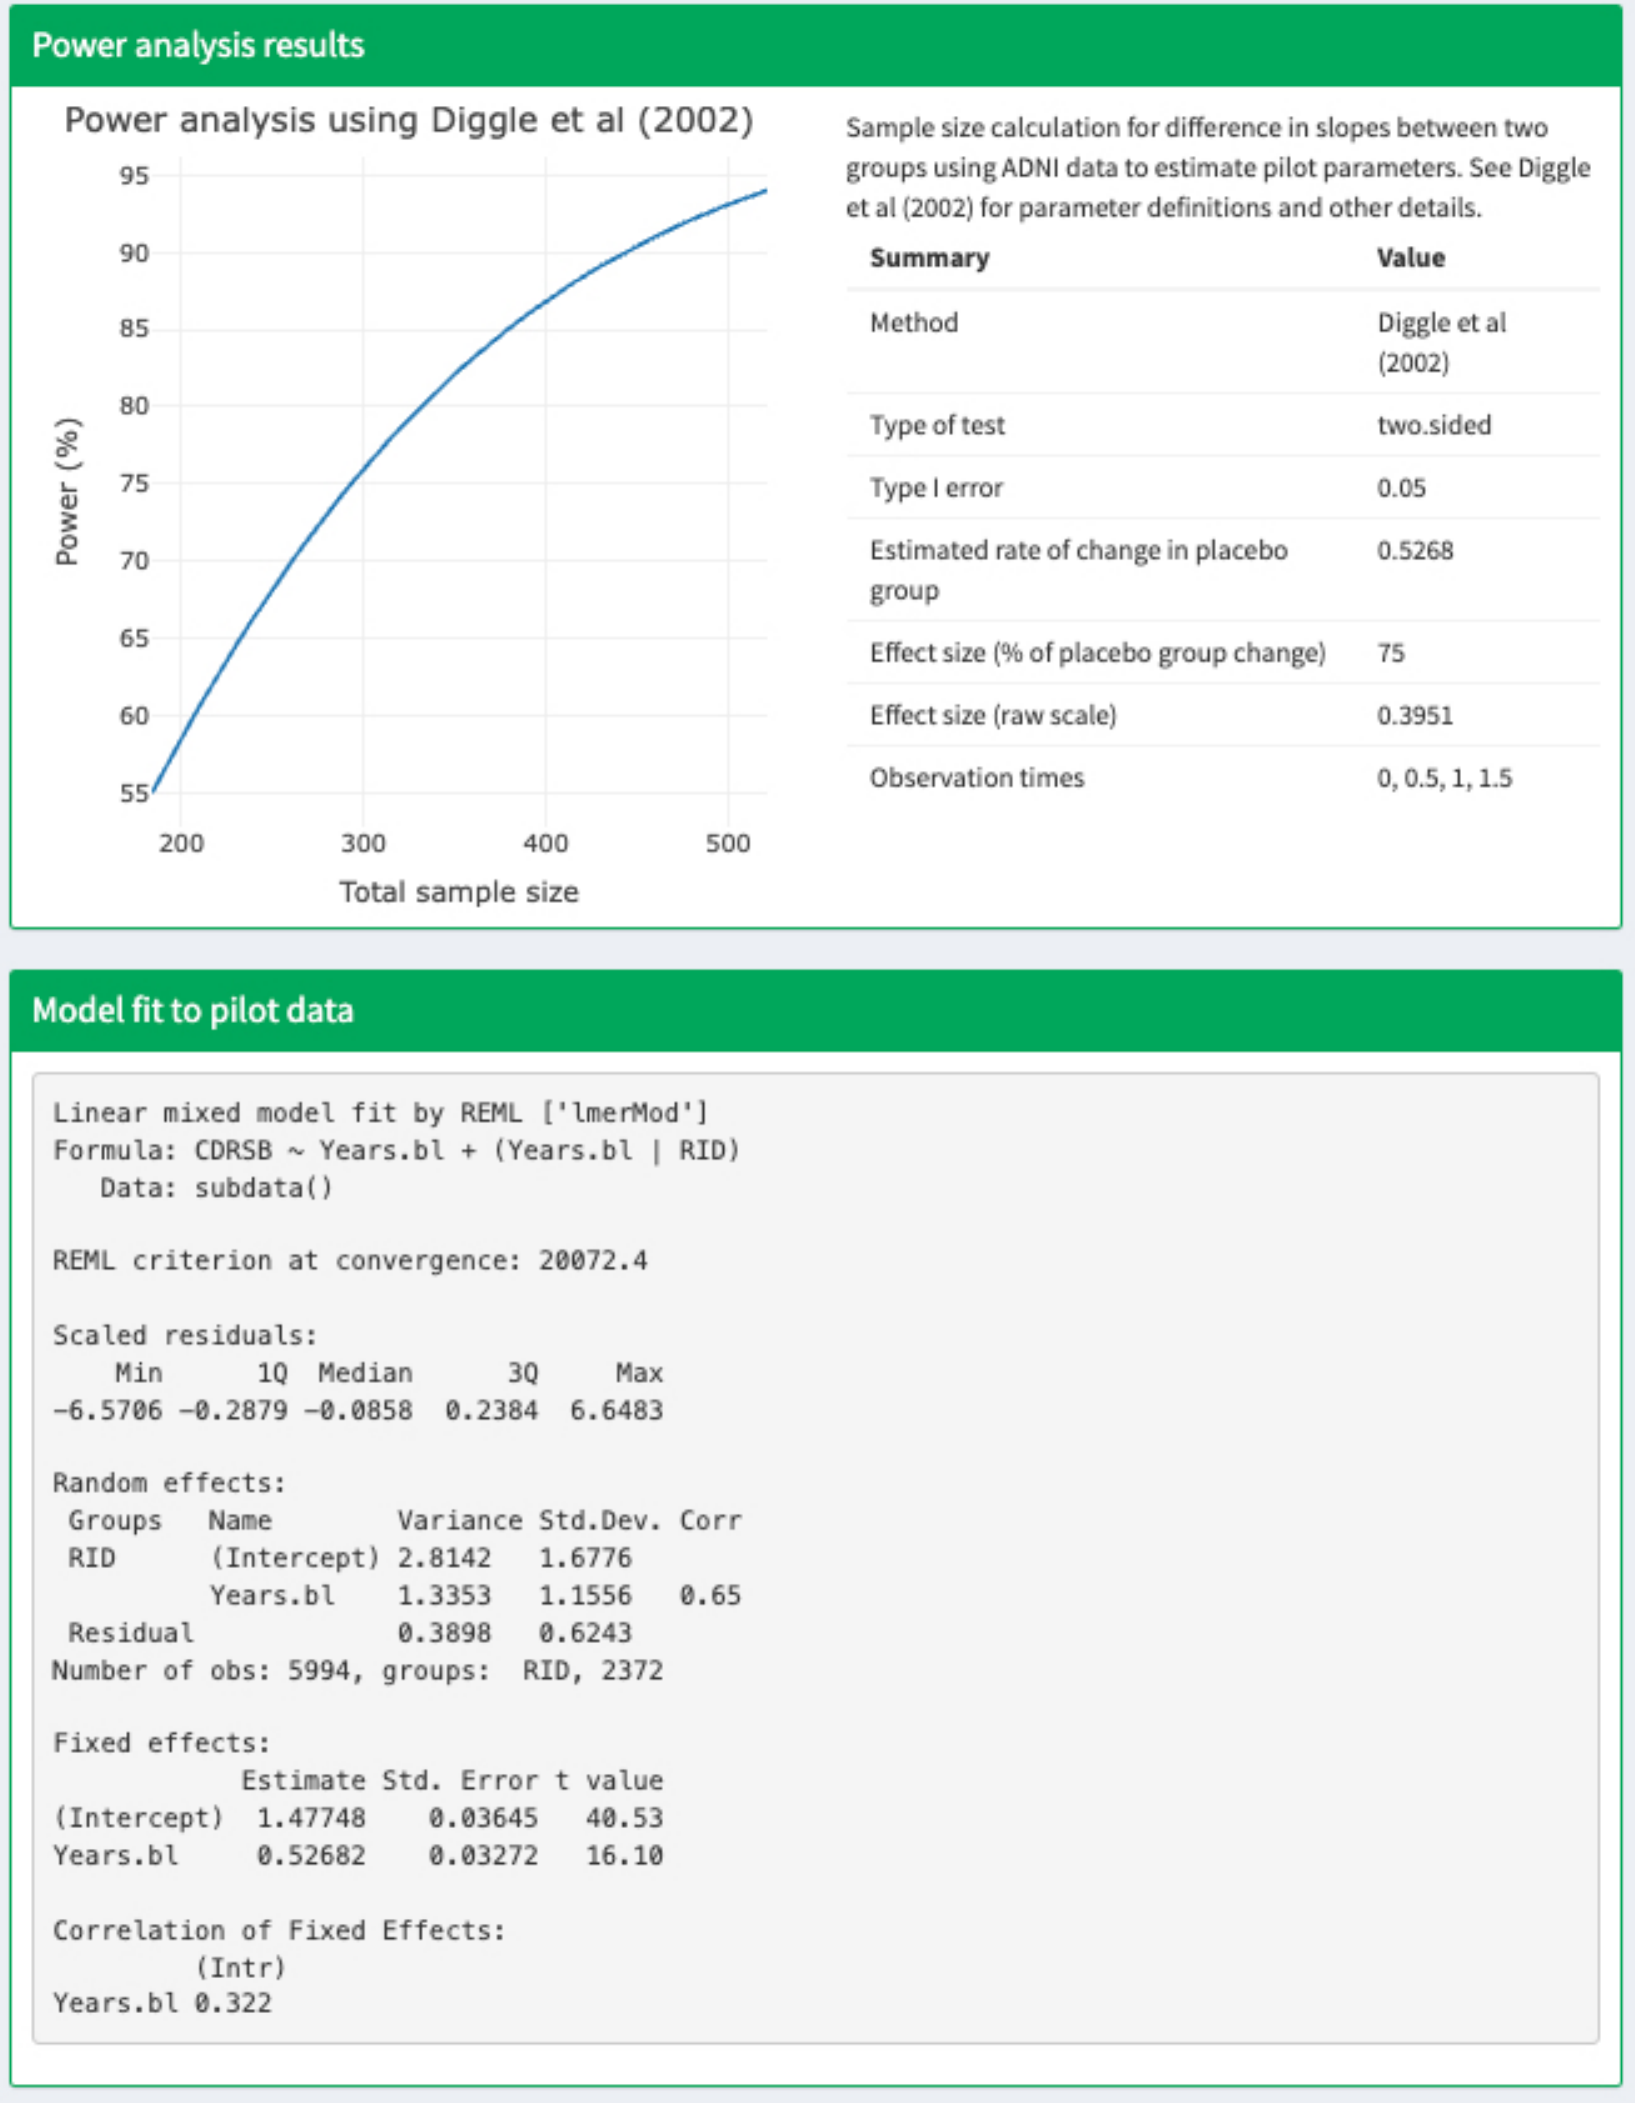 Power analysis results
Power analysis using Diggle et al (2002)
95
90
85
80
75
70
65
60
55
Power (%)
200 300 400 500
Total sample size
Sample size calculation for difference in slopes between two
groups using ADNI data to estimate pilot parameters. See Diggle
et al (2002) for parameter definitions and other details.
Summary Value
Method Diggle et al
(2002)
Type of test two.sided
Type I error 0.05
Estimated rate of change in placebo 0.5268
group
Effect size (% of placebo group change) 75
Effect size (raw scale) 0.3951
Observation times 0, 0.5, 1, 1.5
Model fit to pilot data
Linear mixed model fit by REML ['lmerMod']
Formula: CDRSB ~ Years.bl + (Years.bl | RID)
Data: subdata()
REML criterion at convergence: 20072.4
Scaled residuals:
Min 1Q Median 3Q Max
-6.5706 -0.2879 -0.0858 0.2384 6.6483
Random effects:
Groups Name Variance Std.Dev. Corr
RID (Intercept) 2.8142 1.6776
Years.bl 1.3353 1.1556 0.65
Residual 0.3898 0.6243
Number of obs: 5994, groups: RID, 2372
Fixed effects:
Estimate Std. Error t value
(Intercept) 1.47748 0.03645 40.53
Years.bl 0.52682 0.03272 16.10
Correlation of Fixed Effects:
(Intr)
Years.bl 0.322